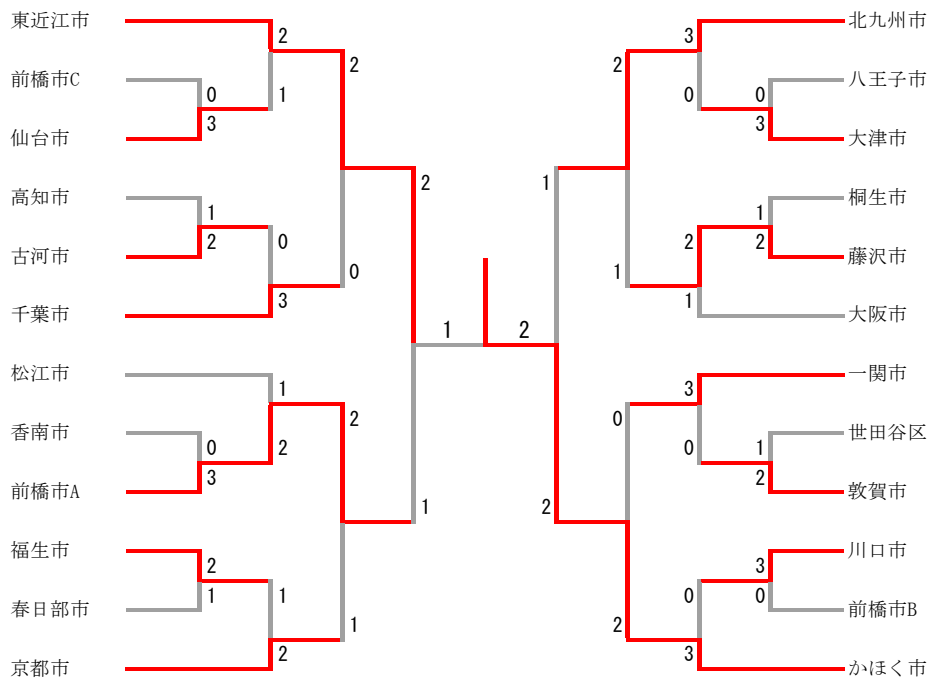 東近江市
前橋市C
仙台市
高知市
古河市
千葉市
松江市
香南市
前橋市A
福生市
春日部市
京都市
2
1
0
3
1
2
0
3
1
2
0
3
2
1
1
2
2
0
2
1
2
1
1
2
1
2
2
1
0
2
3
0
0
3
1
2
2
1
3
0
1
2
3
0
0
3
北九州市
八王子市
大津市
桐生市
藤沢市
大阪市
一関市
世田谷区
敦賀市
川口市
前橋市B
かほく市